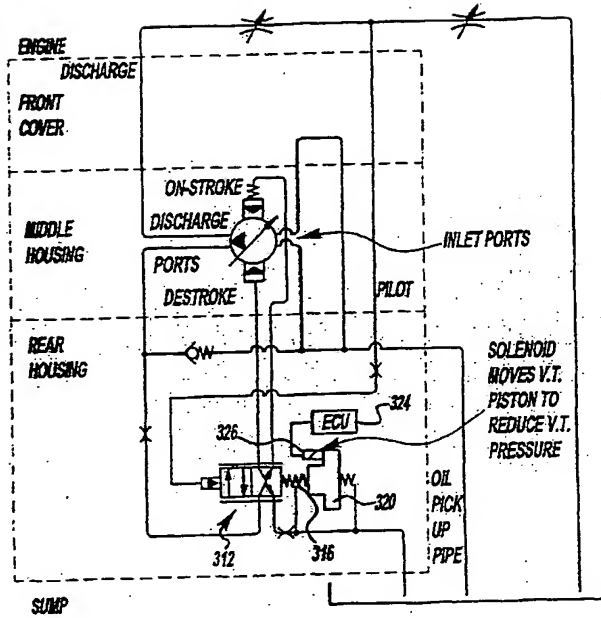 ENGINE
DISCHARGE
FRONT
COVER
ON-STROKE
DISCHARGE
MIDDLE
HOUSING
INLET PORTS
PORTS
DESTROKE
PILOT
REAR
HOUSING
SOLENOID
MOVES V.T.
PISTON TO
REDUCE V.T.
PRESSURE
324
ECU
326
320
OIL
PICK
UP
PIPE
312
316
SUMP